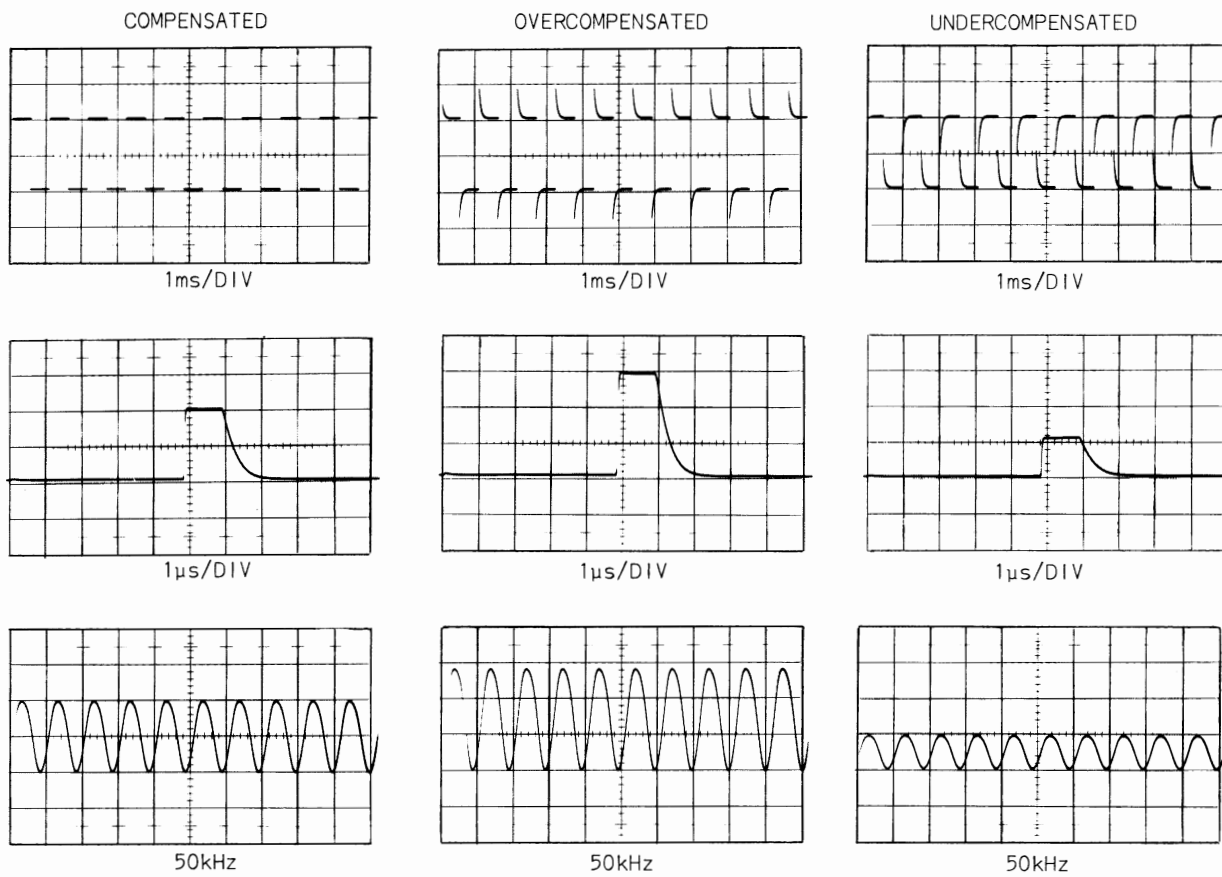 COMPENSATED OVERCOMPENSATED UNDERCOMPENSATED
1ms/DIV 1ms/DIV 1ms/DIV
1µs/DIV 1µs/DIV 1µs/DIV
50kHz 50kHz 50kHz